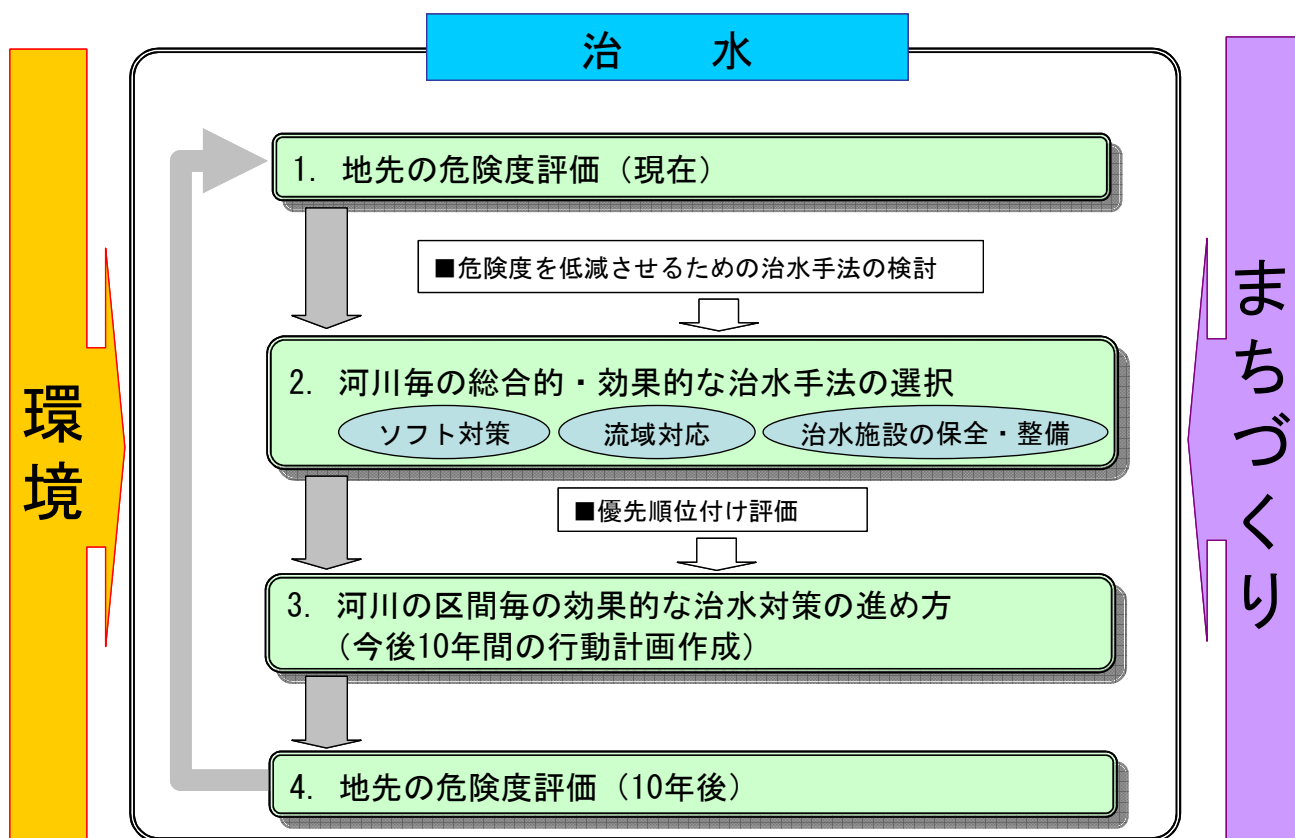 治　水
環境
まちづくり
1. 地先の危険度評価（現在）
■危険度を低減させるための治水手法の検討
2. 河川毎の総合的・効果的な治水手法の選択
ソフト対策　流域対応　治水施設の保全・整備
■優先順位付け評価
3. 河川の区間毎の効果的な治水対策の進め方
（今後10年間の行動計画作成）
4. 地先の危険度評価（10年後）